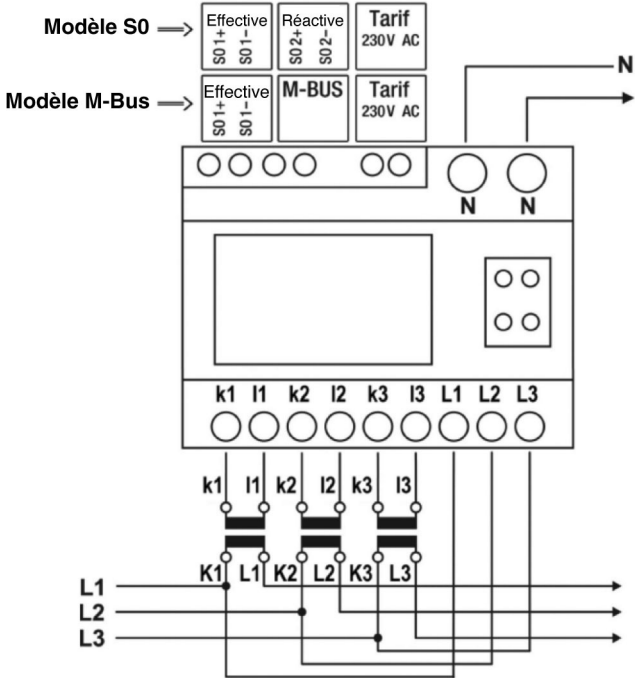 Modèle S0
Effective
S01+
S01-
Réactive
S02+
S02-
Tarif
230V AC
Modèle M-Bus
Effective
S01+
S01-
M-BUS
Tarif
230V AC
N
N N
k1 l1 k2 l2 k3 l3 L1 L2 L3
k1 l1 k2 l2 k3 l3
K1 L1 K2 L2 K3 L3
L1
L2
L3